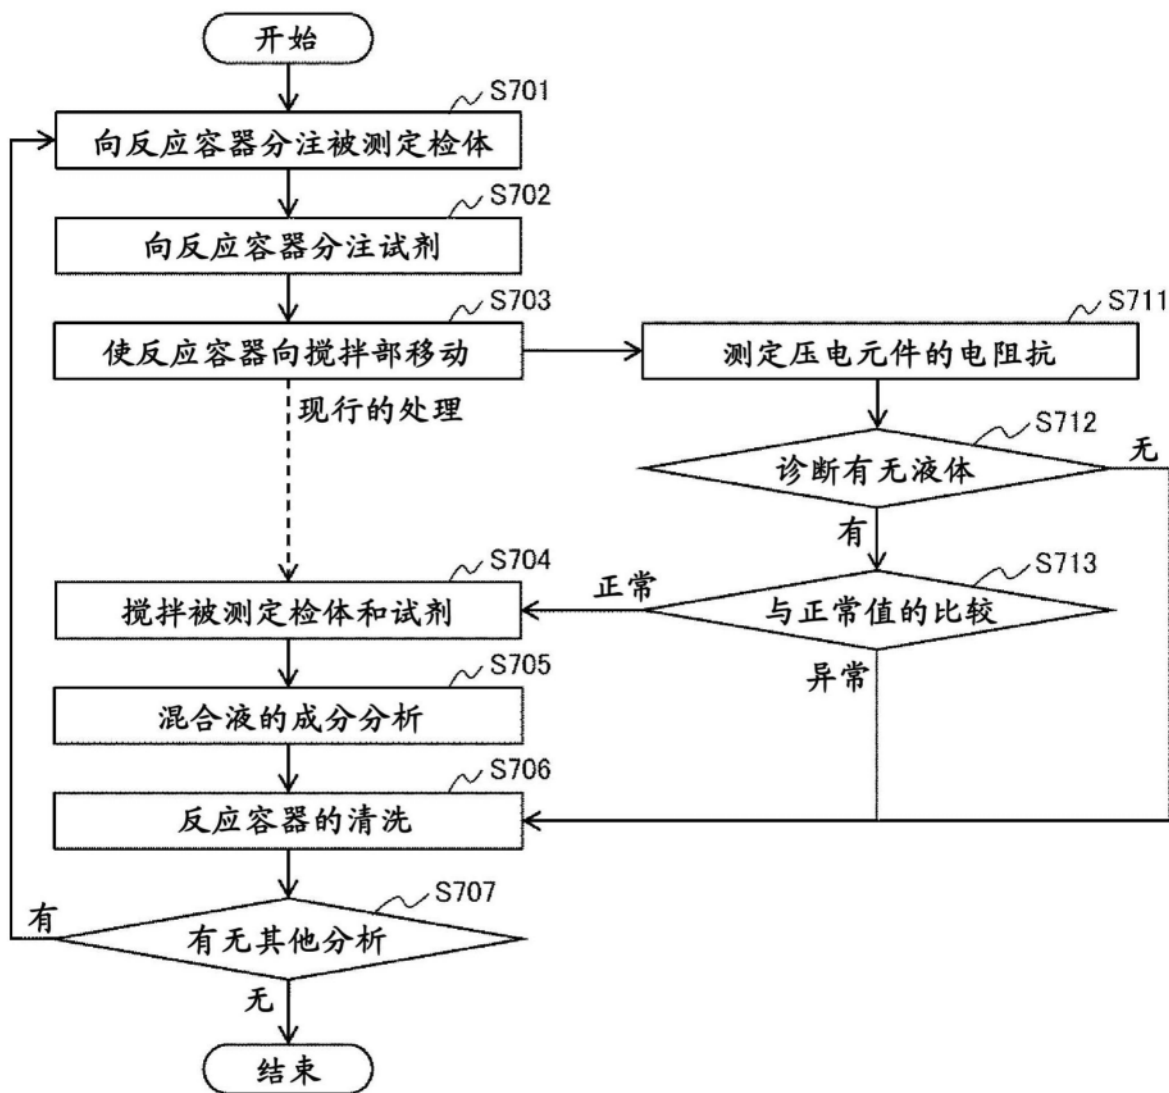 开始
S701
向反应容器分注被测定检体
S702
向反应容器分注试剂
S703
使反应容器向搅拌部移动
S711
测定压电元件的电阻抗
现行的处理
S712
诊断有无液体
无
有
S704
搅拌被测定检体和试剂
正常
S713
与正常值的比较
异常
S705
混合液的成分分析
S706
反应容器的清洗
S707
有无其他分析
有
无
结束